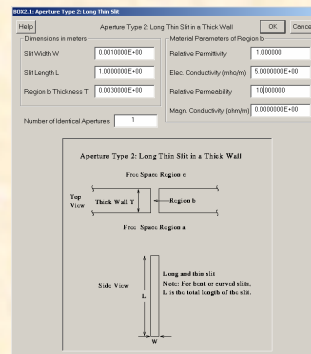 BOX2.1: Aperture Type 2: Long Thin Slit
Help Aperture Type 2: Long Thin Slit in a Thick Wall OK Cance
Dimensions in meters
Slit Width W 0.0010000E+00
Slit Length L 1.0000000E+00
Region b Thickness T 0.0030000E+00
Number of Identical Apertures 1
Material Parameters of Region b
Relative Permittivity 1.000000
Elec. Conductivity (mho/m) 5.0000000E+00
Relative Permeability 10.000000
Magn. Conductivity (ohm/m) 0.0000000E+00
Aperture Type 2: Long Thin Slit in a Thick Wall
Free Space Region c
Top View
Thick Wall T
Region b
Free Space Region a
Side View
L
W
Long and thin slit
Note: For bent or curved slits,
L is the total length of the slit.